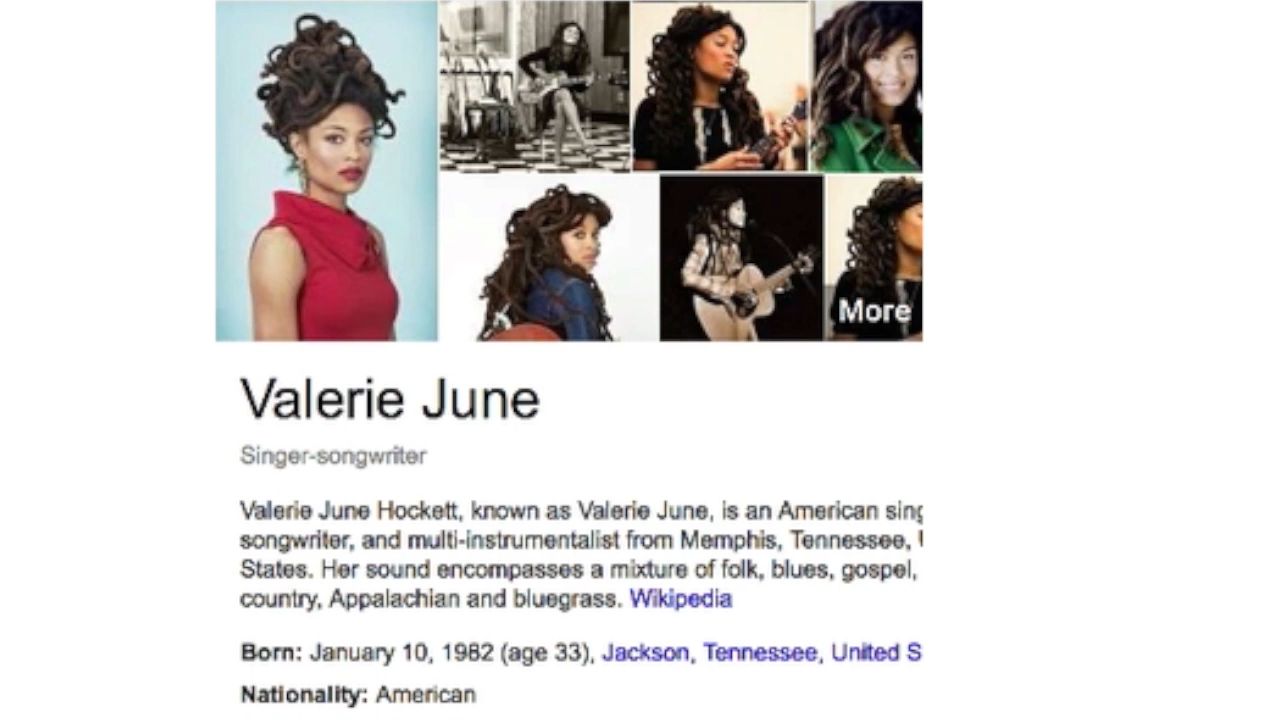 More
Valerie June
Singer-songwriter
Valerie June Hockett, known as Valerie June, is an American
songwriter, and multi-instrumentalist from Memphis, Tennessee,
States. Her sound encompasses a mixture of folk, blues, gospel,
country, Appalachian and bluegrass. Wikipedia
Born: January 10, 1982 (age 33), Jackson, Tennessee, United S
Nationality: American